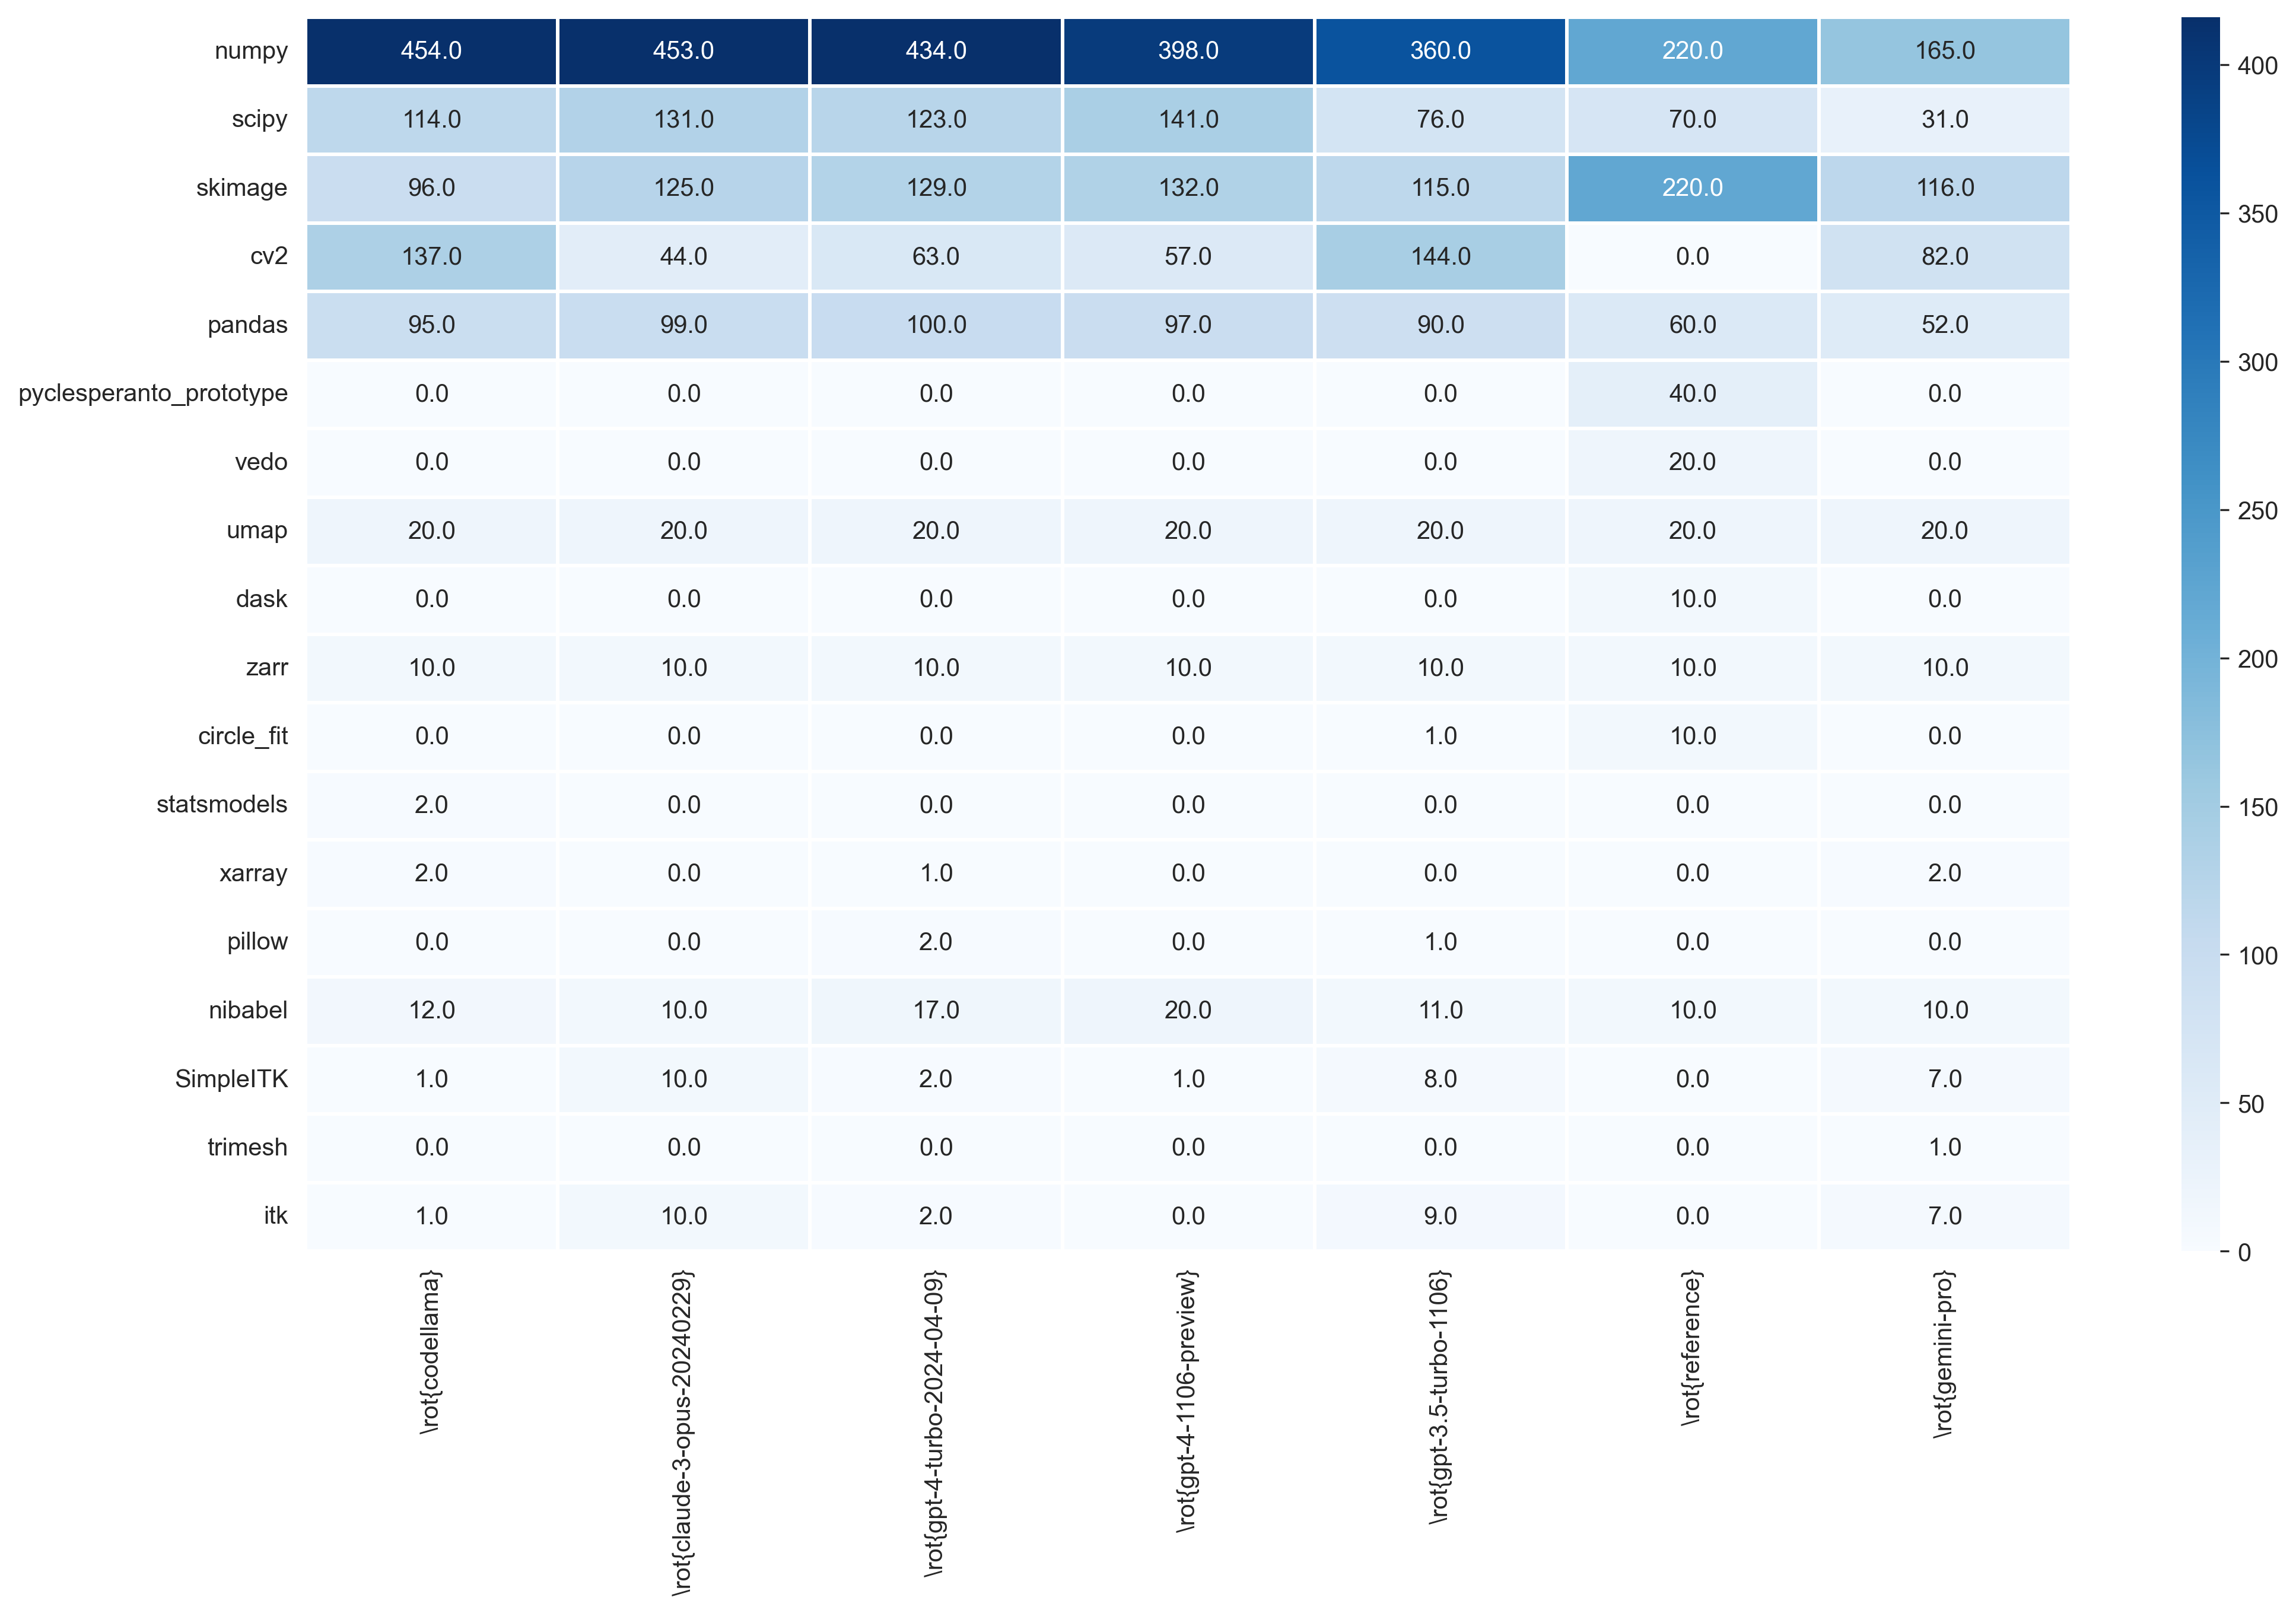 numpy 454.0 453.0 434.0 398.0 360.0 220.0 165.0
scipy 114.0 131.0 123.0 141.0 76.0 70.0 31.0
skimage 96.0 125.0 129.0 132.0 115.0 220.0 116.0
cv2 137.0 44.0 63.0 57.0 144.0 0.0 82.0
pandas 95.0 99.0 100.0 97.0 90.0 60.0 52.0
pyclesperanto_prototype 0.0 0.0 0.0 0.0 0.0 40.0 0.0
vedo 0.0 0.0 0.0 0.0 0.0 20.0 0.0
umap 20.0 20.0 20.0 20.0 20.0 20.0 20.0
dask 0.0 0.0 0.0 0.0 0.0 10.0 0.0
zarr 10.0 10.0 10.0 10.0 10.0 10.0 10.0
circle_fit 0.0 0.0 0.0 0.0 1.0 10.0 0.0
statsmodels 2.0 0.0 0.0 0.0 0.0 0.0 0.0
xarray 2.0 0.0 1.0 0.0 0.0 0.0 2.0
pillow 0.0 0.0 2.0 0.0 1.0 0.0 0.0
nibabel 12.0 10.0 17.0 20.0 11.0 10.0 10.0
SimpleITK 1.0 10.0 2.0 1.0 8.0 0.0 7.0
trimesh 0.0 0.0 0.0 0.0 0.0 0.0 1.0
itk 1.0 10.0 2.0 0.0 9.0 0.0 7.0
\rot{codellama}
\rot{claude-3-opus-20240229}
\rot{gpt-4-turbo-2024-04-09}
\rot{gpt-4-1106-preview}
\rot{gpt-3.5-turbo-1106}
\rot{reference}
\rot{gemini-pro}
400
350
300
250
200
150
100
50
0